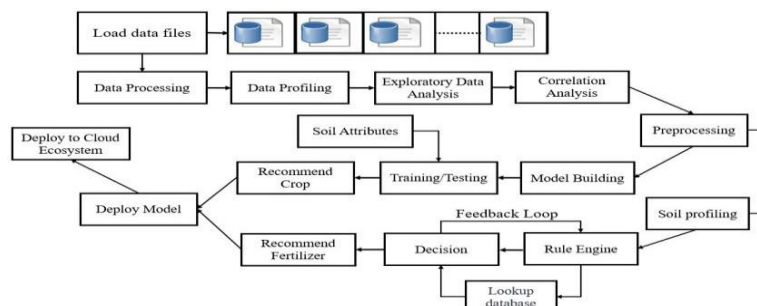 Load data files
Data Processing
Data Profiling
Exploratory Data
Analysis
Correlation
Analysis
Preprocessing
Soil Attributes
Deploy to Cloud
Ecosystem
Recommend
Crop
Training/Testing
Model Building
Deploy Model
Soil profiling
Feedback Loop
Recommend
Fertilizer
Decision
Rule Engine
Lookup
database